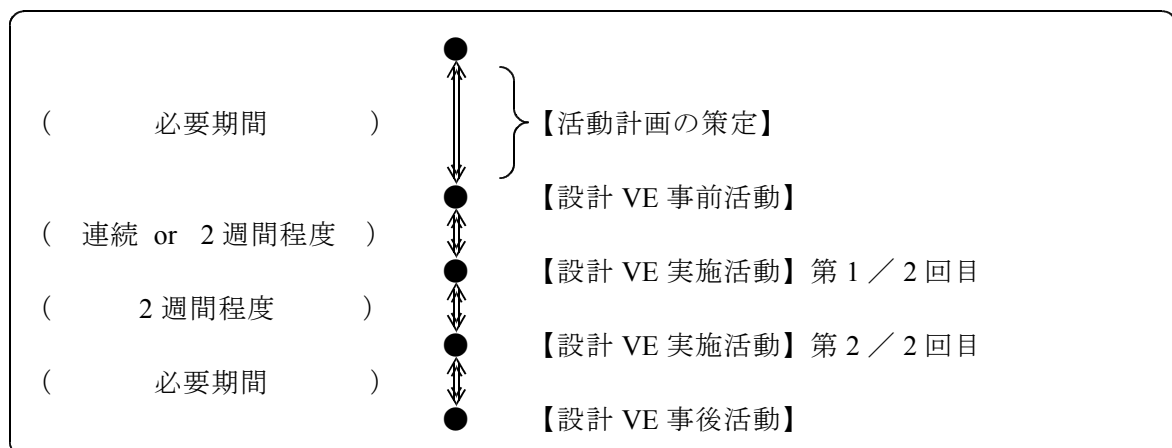 ( 必要期間 ) 【活動計画の策定】
【設計 VE 事前活動】
( 連続 or 2 週間程度 )
【設計 VE 実施活動】第 1 ／ 2 回目
( 2 週間程度 )
【設計 VE 実施活動】第 2 ／ 2 回目
( 必要期間 )
【設計 VE 事後活動】